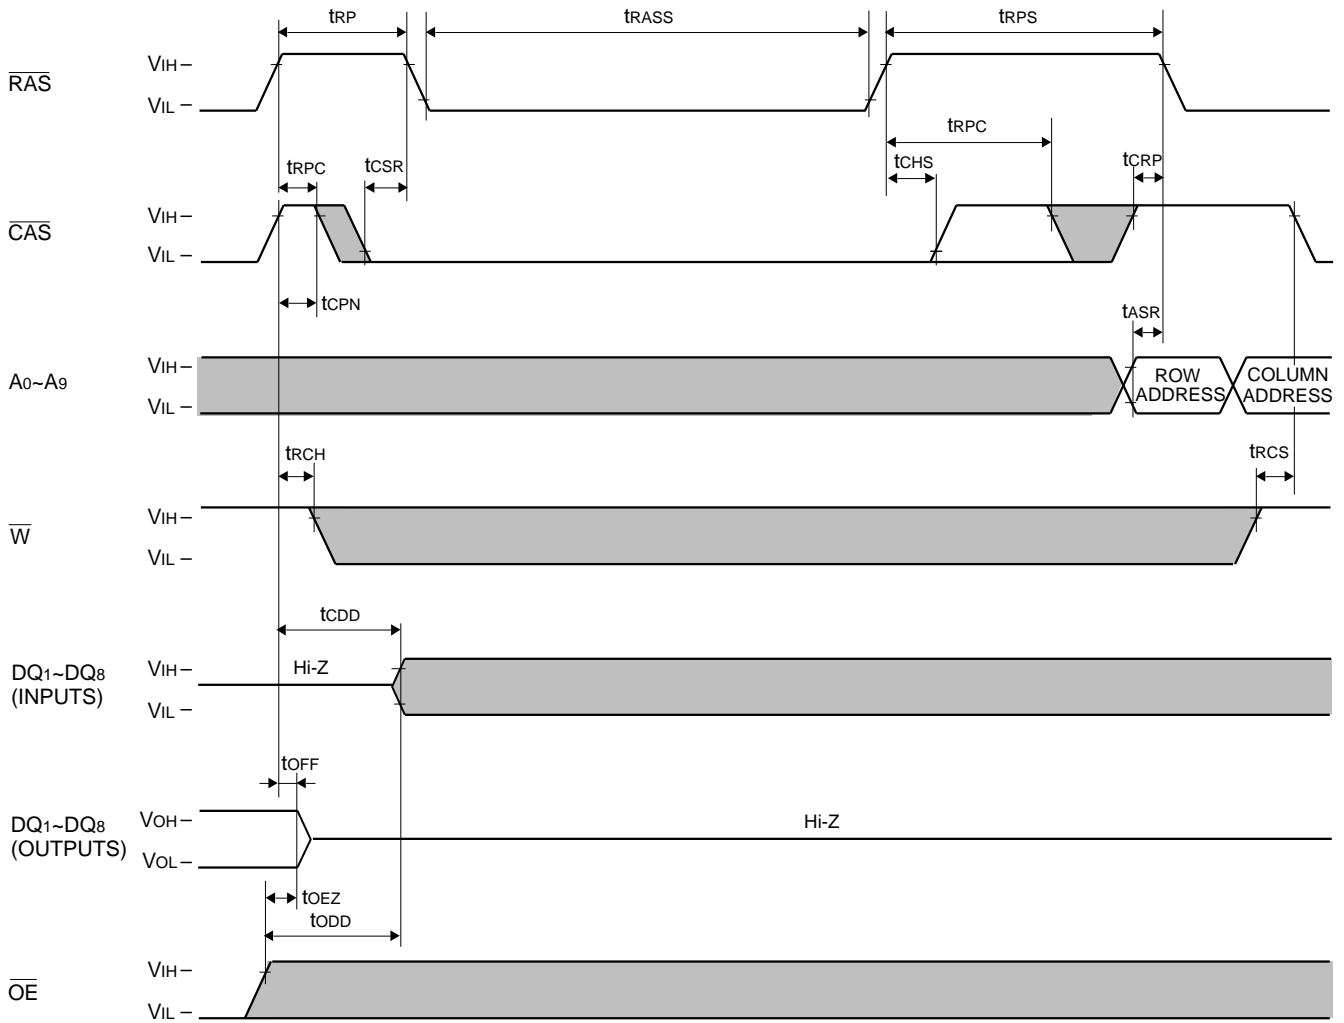 tRP tRASS tRPS
RAS VIH
VIL
tRPC
tRPC tCSR tCHS tCRP
CAS VIH
VIL
tCPN
tASR
A0~A9 VIH
VIL
ROW ADDRESS
COLUMN ADDRESS
tRCH tRCS
W VIH
VIL
tCDD
DQ1~DQ8 (INPUTS) VIH
VIL
Hi-Z
tOFF
DQ1~DQ8 (OUTPUTS) VOH
VOL
Hi-Z
tOEZ
tODD
OE VIH
VIL